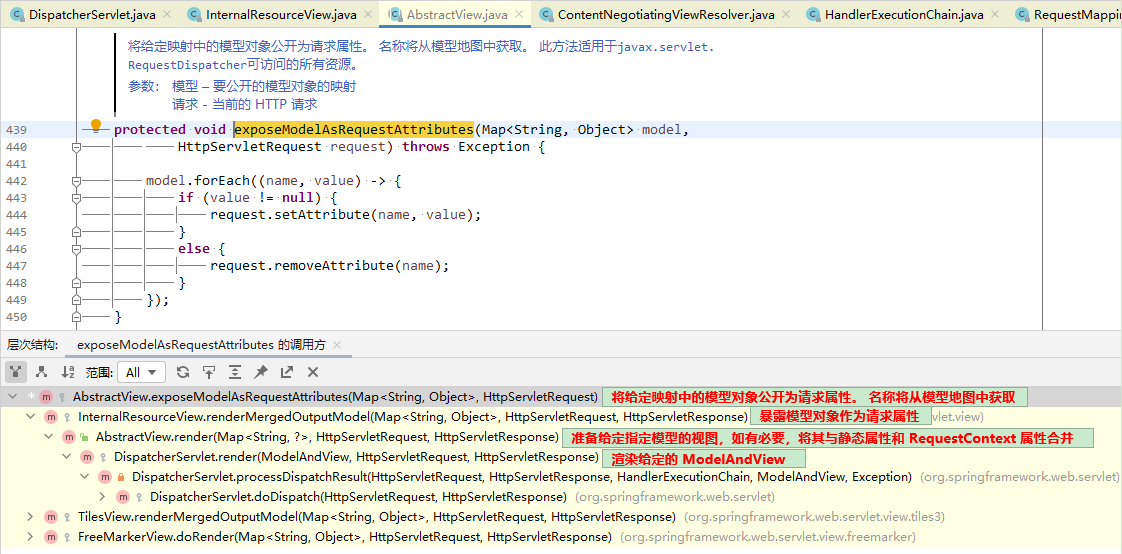 DispatcherServlet.java × InternalResourceView.java × AbstractView.java × ContentNegotiatingViewResolver.java × HandlerExecutionChain.java ×
将给定映射中的模型对象公开为请求属性。 名称将从模型地图中获取。 此方法适用于javax.servlet.
RequestDispatcher可访问的所有资源。
参数: 模型 – 要公开的模型对象的映射
请求 - 当前的 HTTP 请求
439 protected void exposeModelAsRequestAttributes(Map<String, Object> model,
440 HttpServletRequest request) throws Exception {
441
442 model.forEach((name, value) -> {
443 if (value != null) {
444 request.setAttribute(name, value);
445 }
446 else {
447 request.removeAttribute(name);
448 }
449 });
450 }
层次结构: exposeModelAsRequestAttributes 的调用方 ×
范围: All
AbstractView.exposeModelAsRequestAttributes(Map<String, Object>, HttpServletRequest) 将给定映射中的模型对象公开为请求属性。 名称将从模型地图中获取
InternalResourceView.renderMergedOutputModel(Map<String, Object>, HttpServletRequest, HttpServletResponse) 暴露模型对象作为请求属性 vlet.view)
AbstractView.render(Map<String, ?>, HttpServletRequest, HttpServletResponse) 准备给定指定模型的视图，如有必要，将其与静态属性和 RequestContext 属性合并
DispatcherServlet.render(ModelAndView, HttpServletRequest, HttpServletResponse) 渲染给定的 ModelAndView
DispatcherServlet.processDispatchResult(HttpServletRequest, HttpServletResponse, HandlerExecutionChain, ModelAndView, Exception) (org.springframework.web.servlet)
DispatcherServlet.doDispatch(HttpServletRequest, HttpServletResponse) (org.springframework.web.servlet)
TilesView.renderMergedOutputModel(Map<String, Object>, HttpServletRequest, HttpServletResponse) (org.springframework.web.servlet.view.tiles3)
FreeMarkerView.doRender(Map<String, Object>, HttpServletRequest, HttpServletResponse) (org.springframework.web.servlet.view.freemarker)